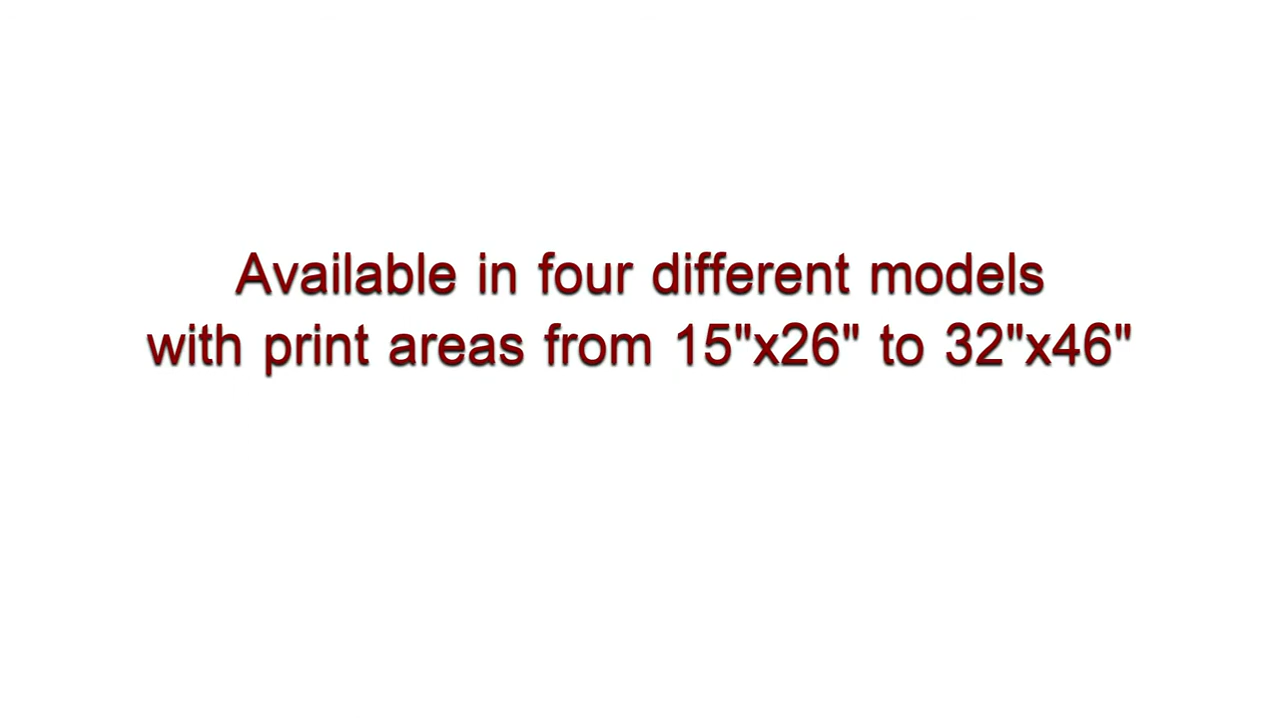 Available in four different models
with print areas from 15"x26" to 32"x46"